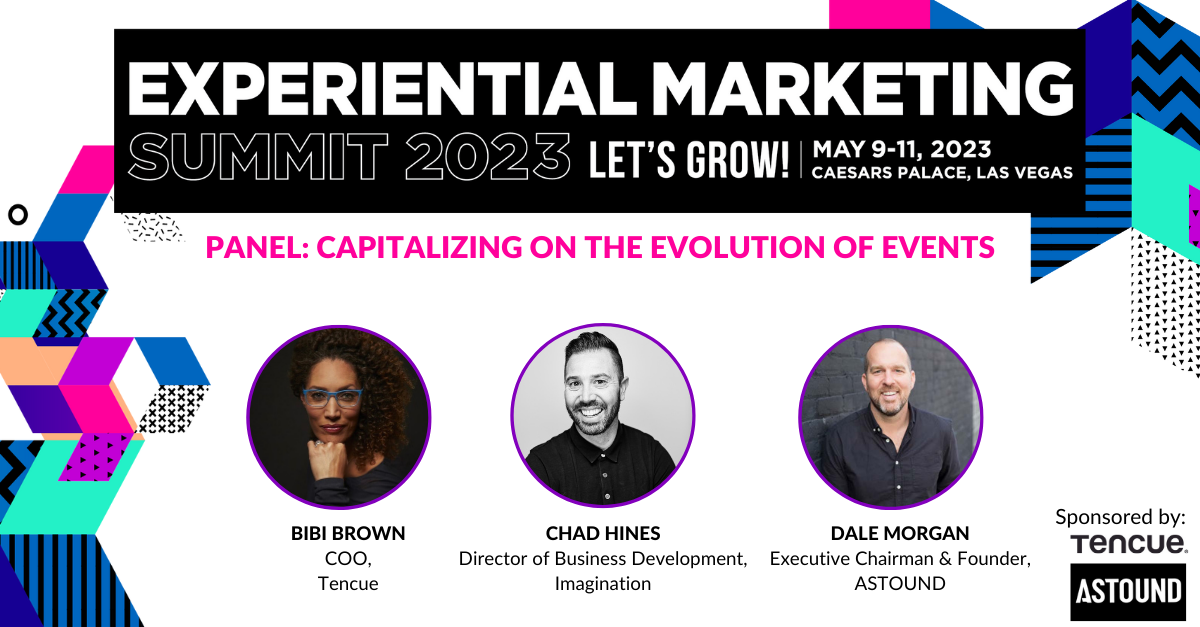 EXPERIENTIAL MARKETING
SUMMIT 2023
LET'S GROW!
MAY 9-11, 2023
CAESARS PALACE, LAS VEGAS
PANEL: CAPITALIZING ON THE EVOLUTION OF EVENTS
BIBI BROWN
COO,
Tencue
CHAD HINES
Director of Business Development,
Imagination
DALE MORGAN
Executive Chairman & Founder,
ASTOUND
Sponsored by:
Tencue.
ASTOUND